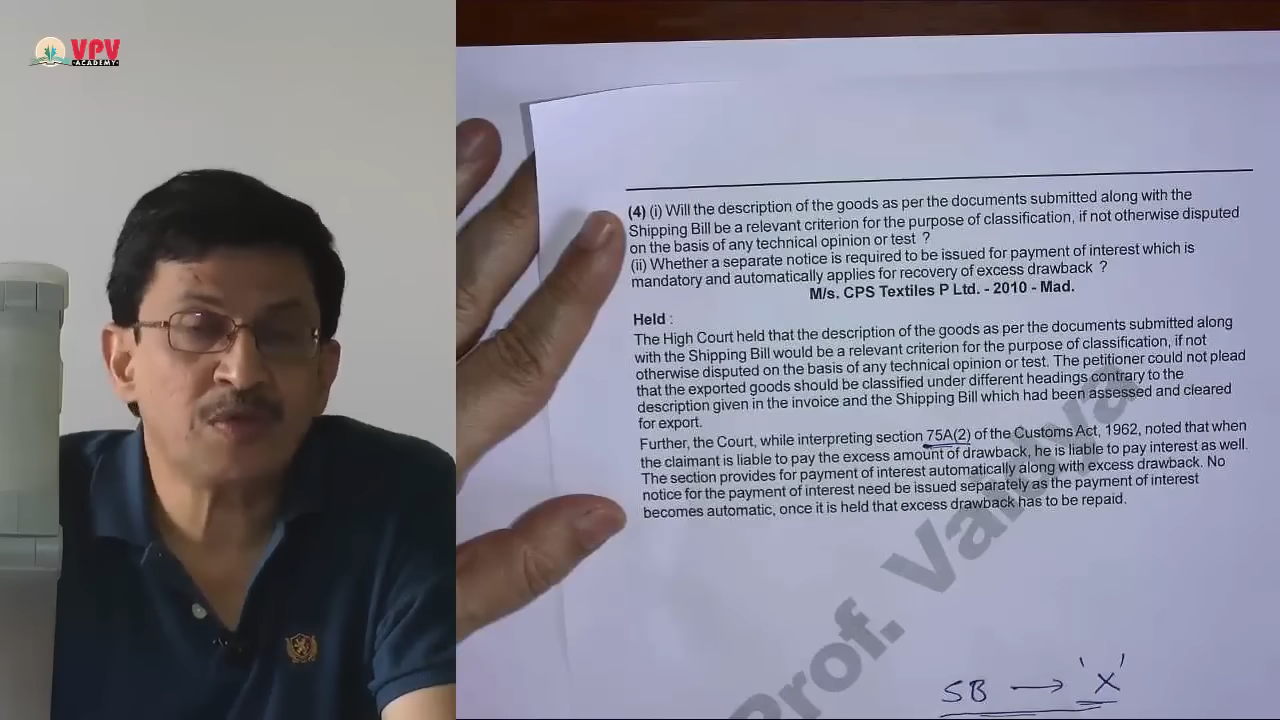 VPV
ACADEMY
(4) (i) Will the description of the goods as per the documents submitted along with the
Shipping Bill be a relevant criterion for the purpose of classification, if not otherwise disputed
on the basis of any technical opinion or test ?
(ii) Whether a separate notice is required to be issued for payment of interest which is
mandatory and automatically applies for recovery of excess drawback ?
M/s. CPS Textiles P Ltd. - 2010 - Mad.
Held :
The High Court held that the description of the goods as per the documents submitted along
with the Shipping Bill would be a relevant criterion for the purpose of classification, if not
otherwise disputed on the basis of any technical opinion or test. The petitioner could not plead
that the exported goods should be classified under different headings contrary to the
description given in the invoice and the Shipping Bill which had been assessed and cleared
for export.
Further, the Court, while interpreting section 75A(2) of the Customs Act, 1962, noted that when
the claimant is liable to pay the excess amount of drawback, he is liable to pay interest as well.
The section provides for payment of interest automatically along with excess drawback. No
notice for the payment of interest need be issued separately as the payment of interest
becomes automatic, once it is held that excess drawback has to be repaid.
Prof.
SB → 'X'